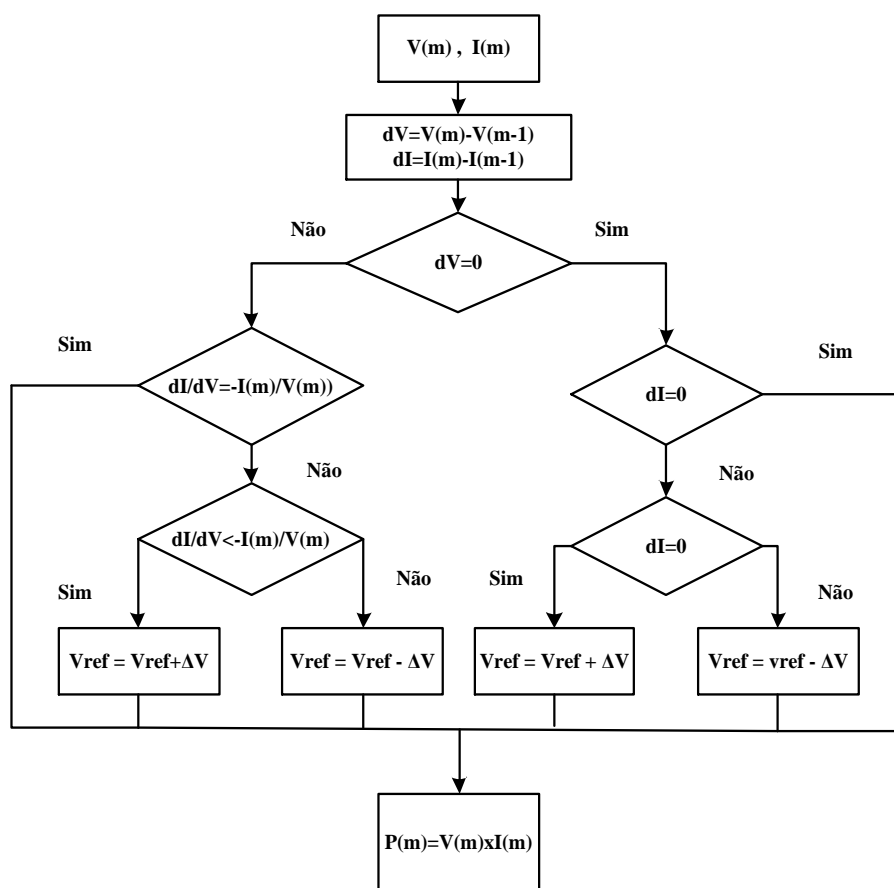 V(m) , I(m)
dV=V(m)-V(m-1)
dI=I(m)-I(m-1)
Não
Sim
dV=0
Sim
Sim
dI/dV=-I(m)/V(m))
dI=0
Não
Não
dI/dV<-I(m)/V(m)
dI=0
Sim
Não
Sim
Não
Vref = Vref+ΔV
Vref = Vref - ΔV
Vref = Vref + ΔV
Vref = vref - ΔV
P(m)=V(m)xI(m)